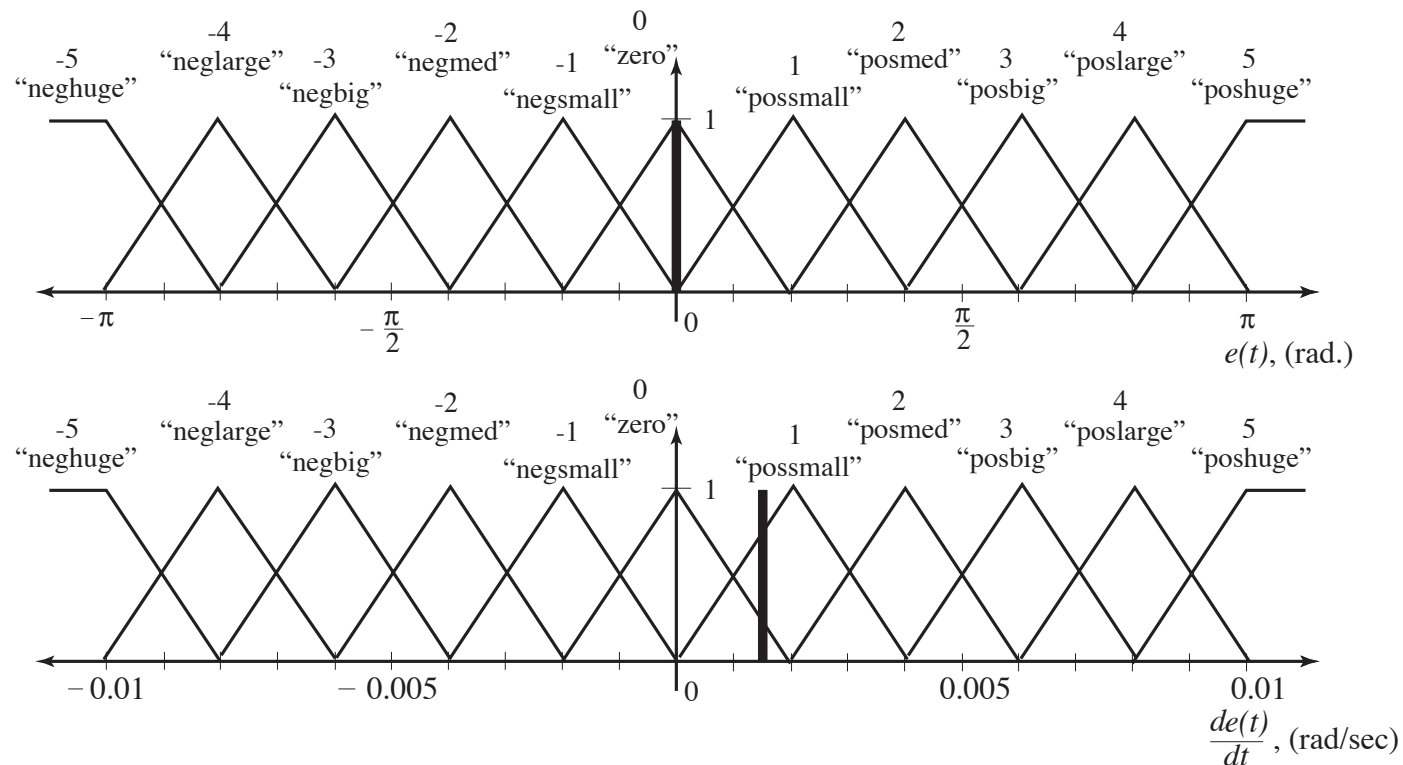 0
-4
-2
2
4
-5
“neglarge”
-3
“negmed”
-1
“zero”
1
“posmed”
3
“poslarge”
5
“neghuge”
“negbig”
“negsmall”
“possmall”
“posbig”
“poshuge”
1
−π
− π/2
0
π/2
π
e(t), (rad.)
0
-4
-2
2
4
-5
“neglarge”
-3
“negmed”
-1
“zero”
1
“posmed”
3
“poslarge”
5
“neghuge”
“negbig”
“negsmall”
“possmall”
“posbig”
“poshuge”
1
− 0.01
− 0.005
0
0.005
0.01
de(t)/dt , (rad/sec)